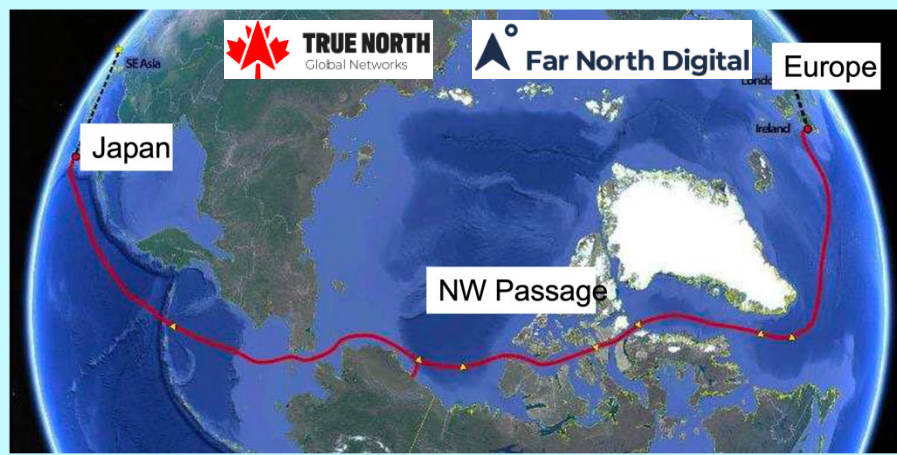 TRUE NORTH
Global Networks
Far North Digital
Europe
London
SE Asia
Ireland
Japan
NW Passage